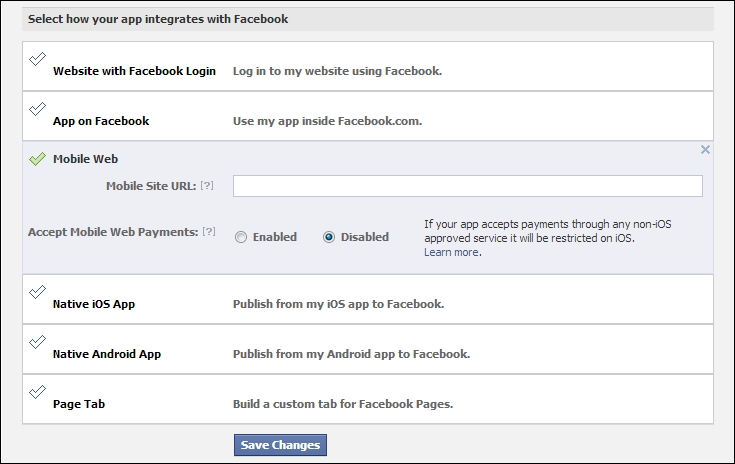 Select how your app integrates with Facebook
Website with Facebook Login Log in to my website using Facebook.
App on Facebook Use my app inside Facebook.com.
Mobile Web
Mobile Site URL: [?]
Accept Mobile Web Payments: [?] Enabled Disabled
If your app accepts payments through any non-iOS
approved service it will be restricted on iOS.
Learn more.
Native iOS App Publish from my iOS app to Facebook.
Native Android App Publish from my Android app to Facebook.
Page Tab Build a custom tab for Facebook Pages.
Save Changes